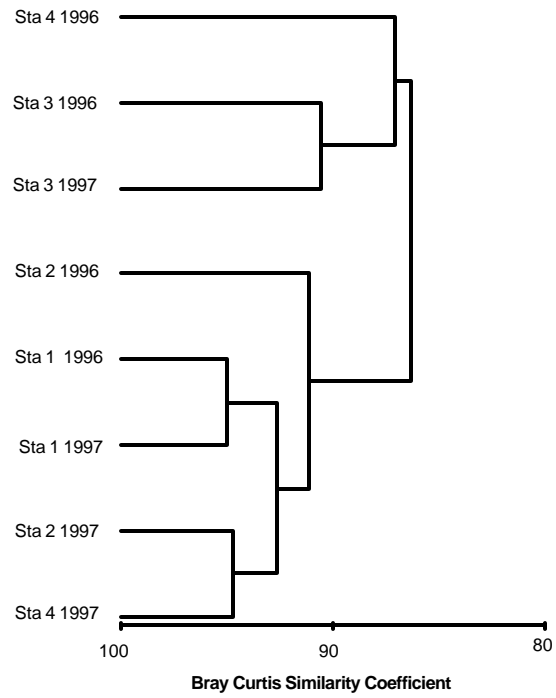 Sta 4 1996
Sta 3 1996
Sta 3 1997
Sta 2 1996
Sta 1 1996
Sta 1 1997
Sta 2 1997
Sta 4 1997
100 90 80
Bray Curtis Similarity Coefficient